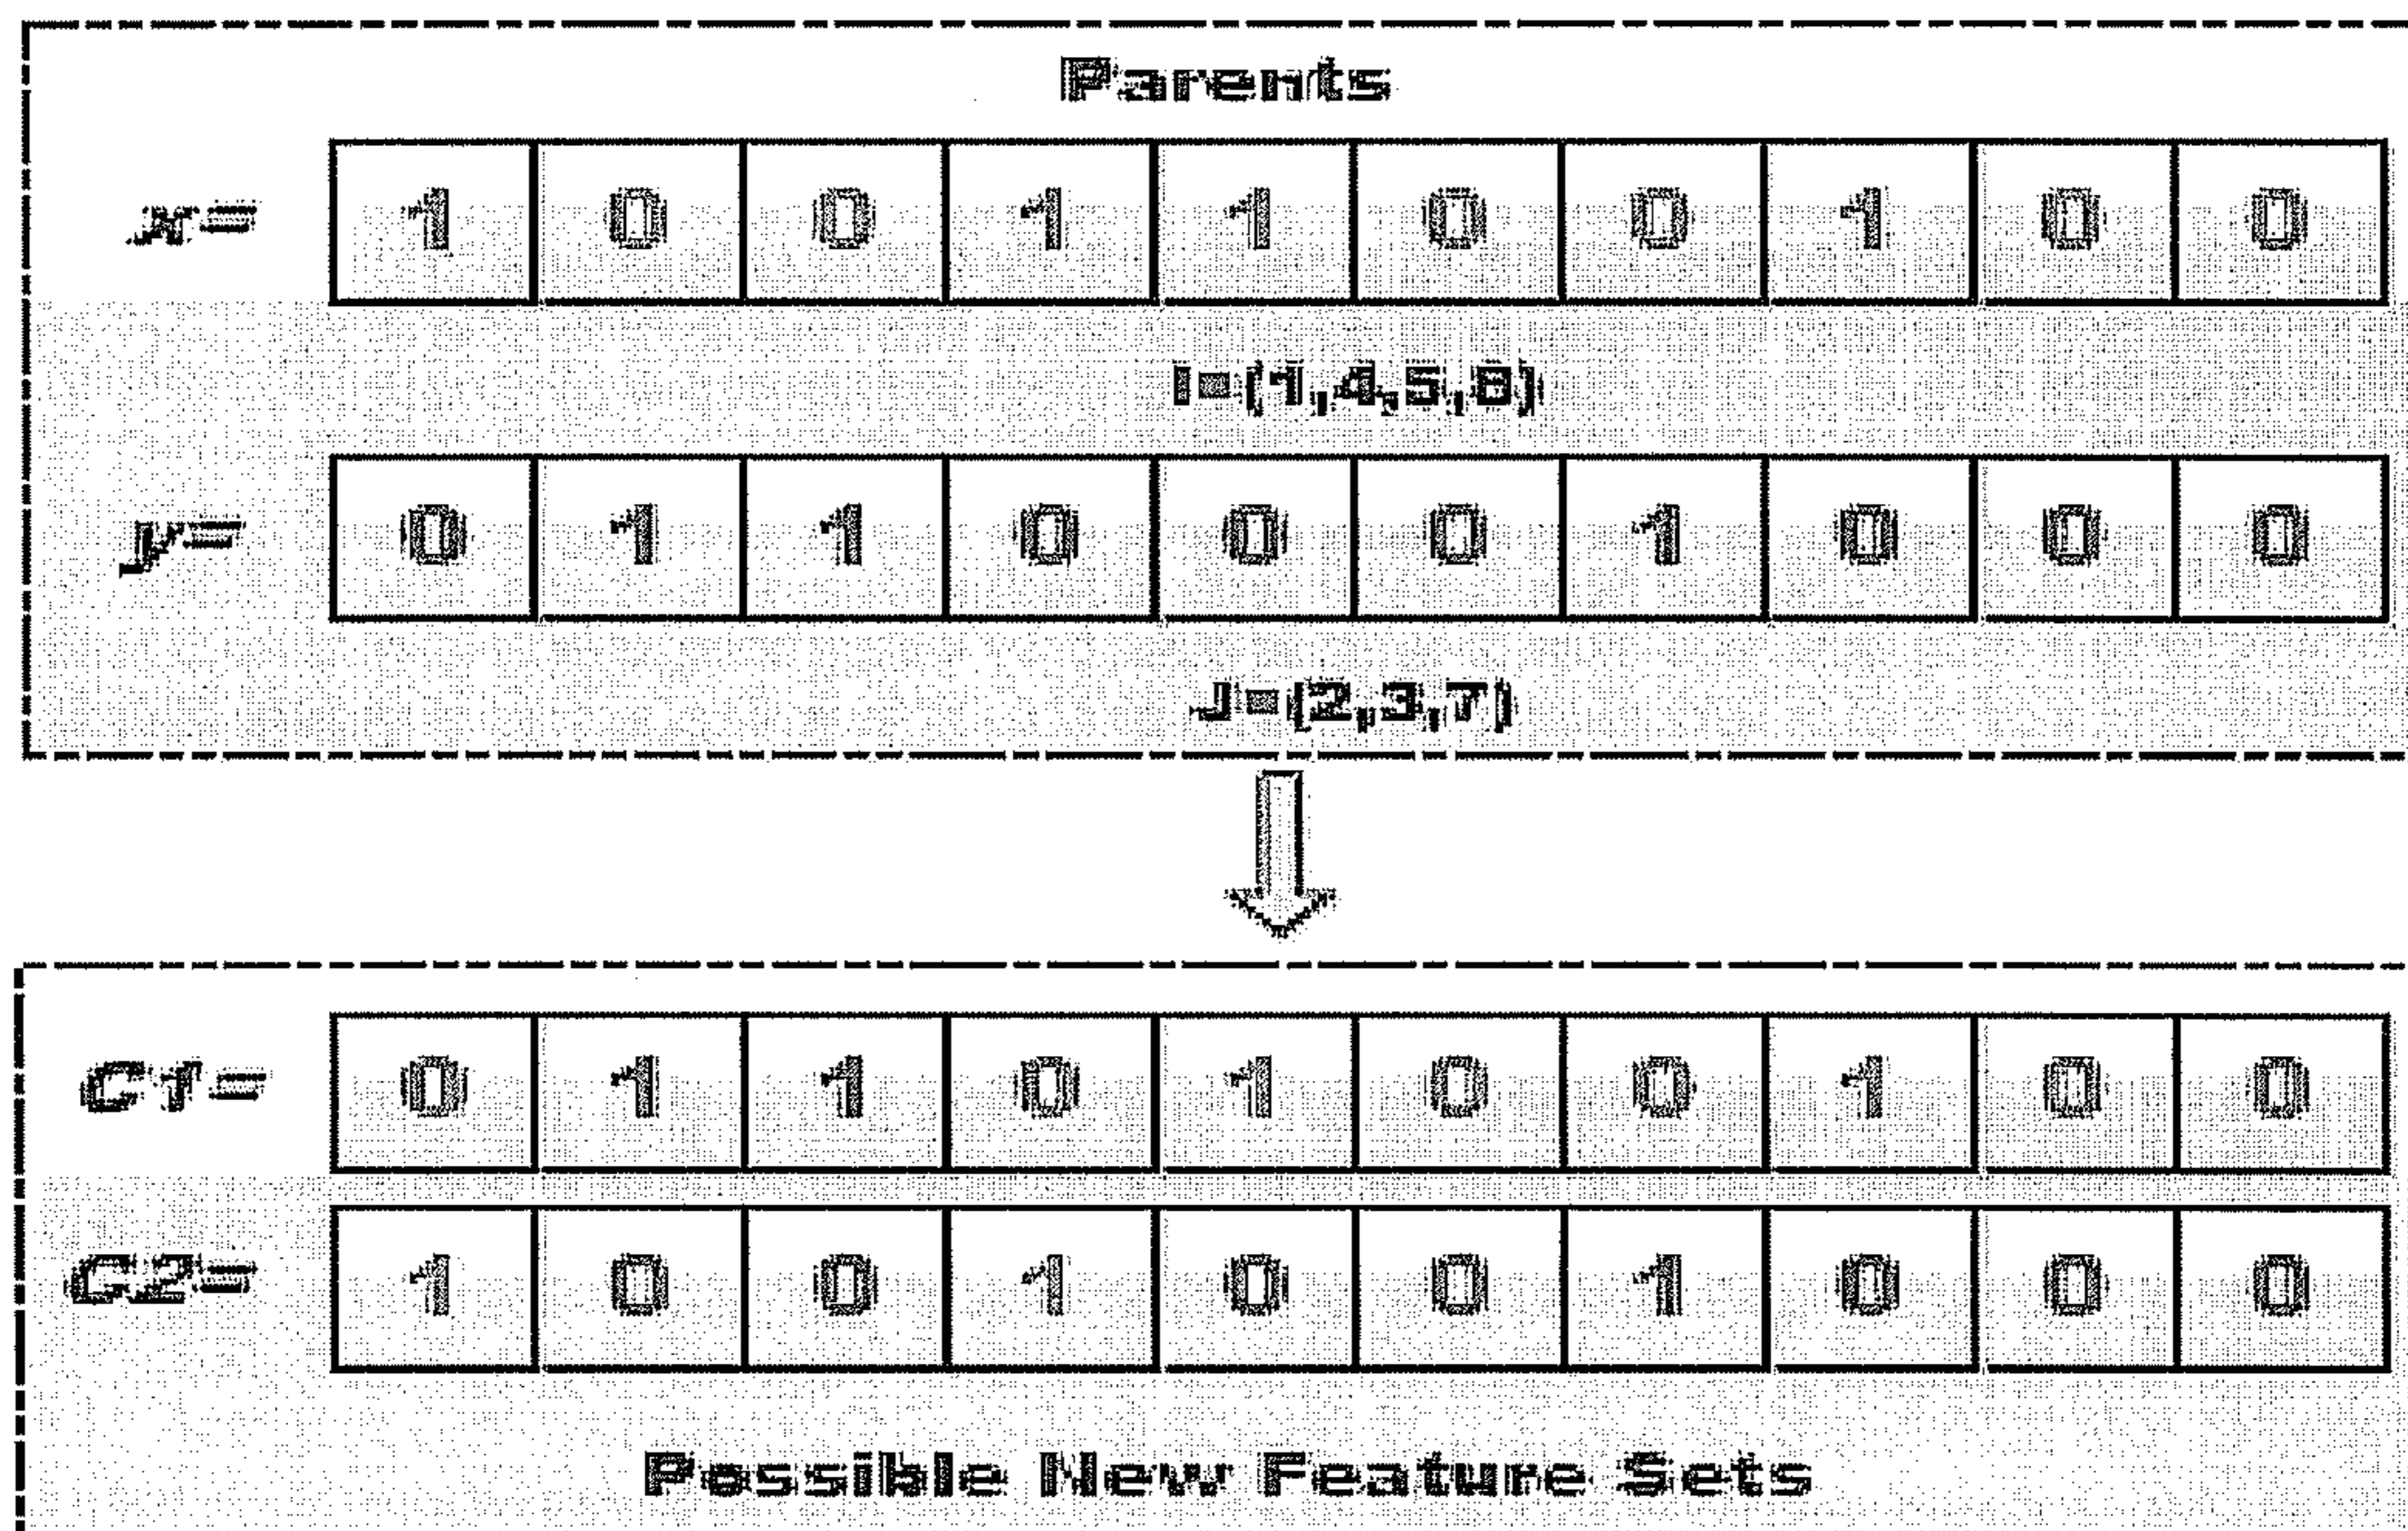 Parents
x= 1 0 0 1 1 0 0 1 0 0
I=(1,4,5,8)
y= 0 1 1 0 0 0 1 0 0 0
J=(2,3,7)
C1= 0 1 1 0 1 0 0 1 0 0
C2= 1 0 0 1 0 0 1 0 0 0
Possible New Feature Sets